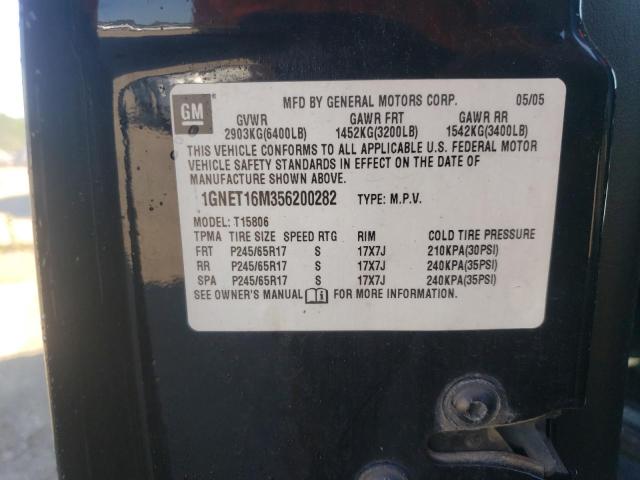 GM
MFD BY GENERAL MOTORS CORP. 05/05
GVWR GAWR FRT GAWR RR
2903KG(6400LB) 1452KG(3200LB) 1542KG(3400LB)
THIS VEHICLE CONFORMS TO ALL APPLICABLE U.S. FEDERAL MOTOR
VEHICLE SAFETY STANDARDS IN EFFECT ON THE DATE OF
MANUFACTURE SHOWN ABOVE.
1GNET16M356200282 TYPE: M.P.V.
MODEL: T15806
TPMA TIRE SIZE SPEED RTG RIM COLD TIRE PRESSURE
FRT P245/65R17 S 17X7J 210KPA(30PSI)
RR P245/65R17 S 17X7J 240KPA(35PSI)
SPA P245/65R17 S 17X7J 240KPA(35PSI)
SEE OWNER'S MANUAL FOR MORE INFORMATION.